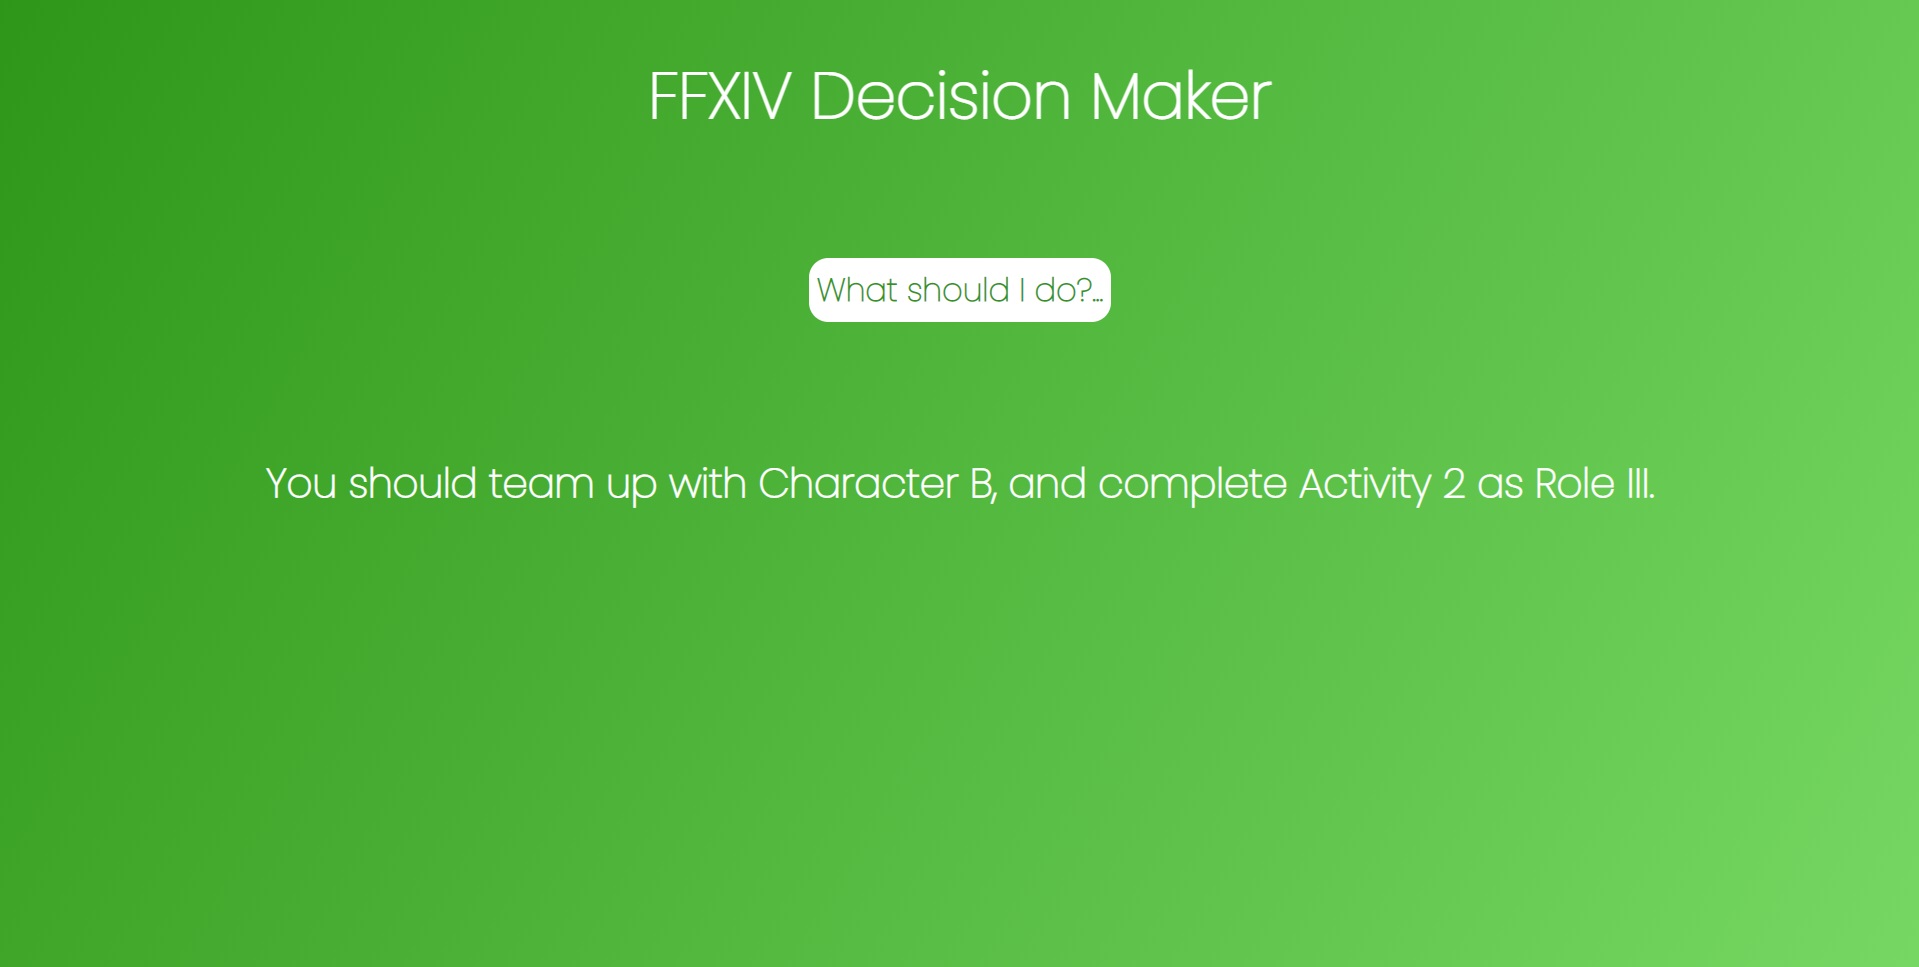 FFXIV Decision Maker
What should I do?...
You should team up with Character B, and complete Activity 2 as Role III.